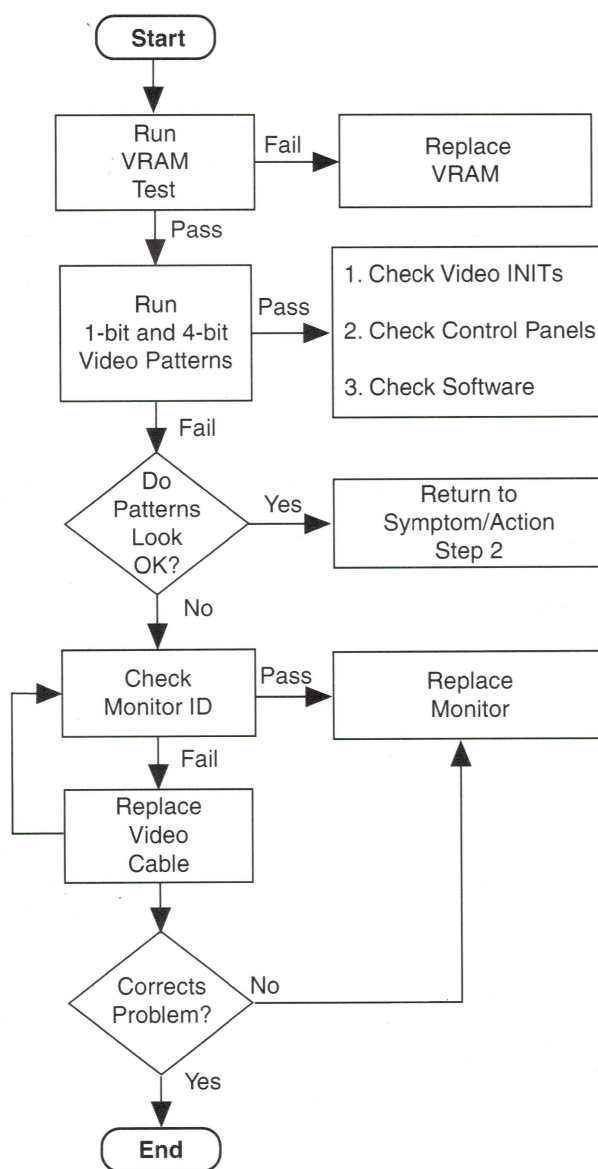 Start
Run
VRAM
Test
Fail
Replace
VRAM
Pass
Run
1-bit and 4-bit
Video Patterns
Pass
1. Check Video INITs
2. Check Control Panels
3. Check Software
Fail
Do
Patterns
Look
OK?
Yes
Return to
Symptom/Action
Step 2
No
Check
Monitor ID
Pass
Replace
Monitor
Fail
Replace
Video
Cable
Corrects
Problem?
No
Yes
End